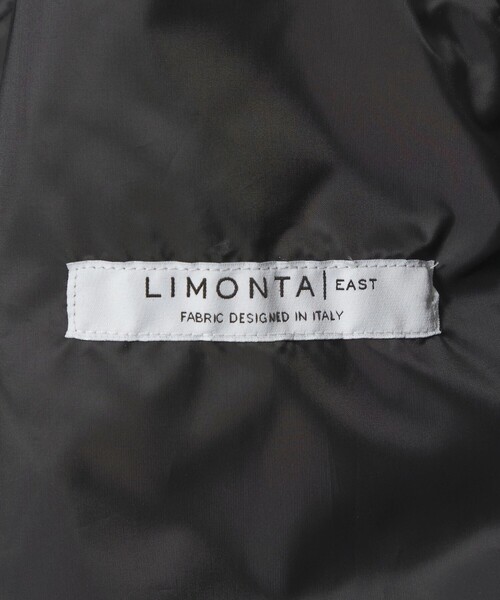 LIMONTA| EAST
FABRIC DESIGNED IN ITALY